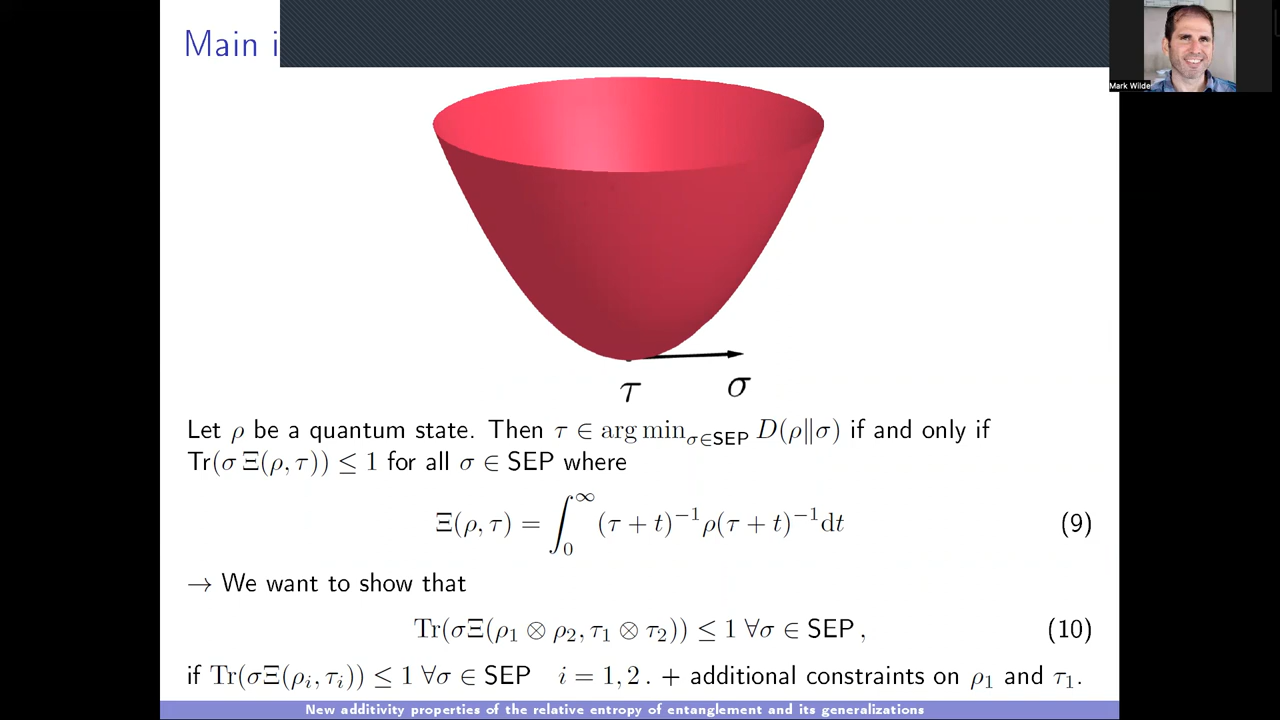 Main i
Mark Wilde
τ
σ
Let ρ be a quantum state. Then τ ∈ arg min_{σ∈SEP} D(ρ‖σ) if and only if
Tr(σ Ξ(ρ, τ)) ≤ 1 for all σ ∈ SEP where
Ξ(ρ, τ) = ∫_0^∞ (τ + t)^{-1}ρ(τ + t)^{-1}dt (9)
→ We want to show that
Tr(σΞ(ρ_1 ⊗ ρ_2, τ_1 ⊗ τ_2)) ≤ 1 ∀σ ∈ SEP , (10)
if Tr(σΞ(ρ_i, τ_i)) ≤ 1 ∀σ ∈ SEP i = 1, 2 . + additional constraints on ρ_1 and τ_1.
New additivity properties of the relative entropy of entanglement and its generalizations